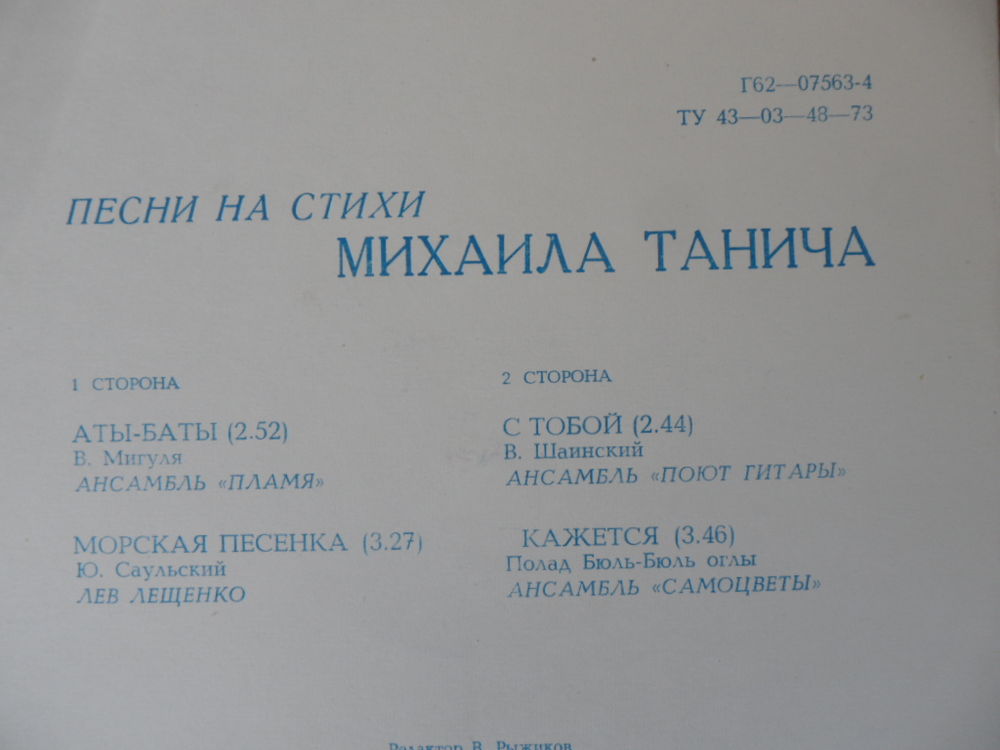 Г62—07563-4
ТУ 43—03—48—73
ПЕСНИ НА СТИХИ
МИХАИЛА ТАНИЧА
1 СТОРОНА
АТЫ-БАТЫ (2.52)
В. Мигуля
АНСАМБЛЬ «ПЛАМЯ»
МОРСКАЯ ПЕСЕНКА (3.27)
Ю. Саульский
ЛЕВ ЛЕЩЕНКО
2 СТОРОНА
С ТОБОЙ (2.44)
В. Шаинский
АНСАМБЛЬ «ПОЮТ ГИТАРЫ»
КАЖЕТСЯ (3.46)
Полад Бюль-Бюль оглы
АНСАМБЛЬ «САМОЦВЕТЫ»
Редактор В. Рыжиков